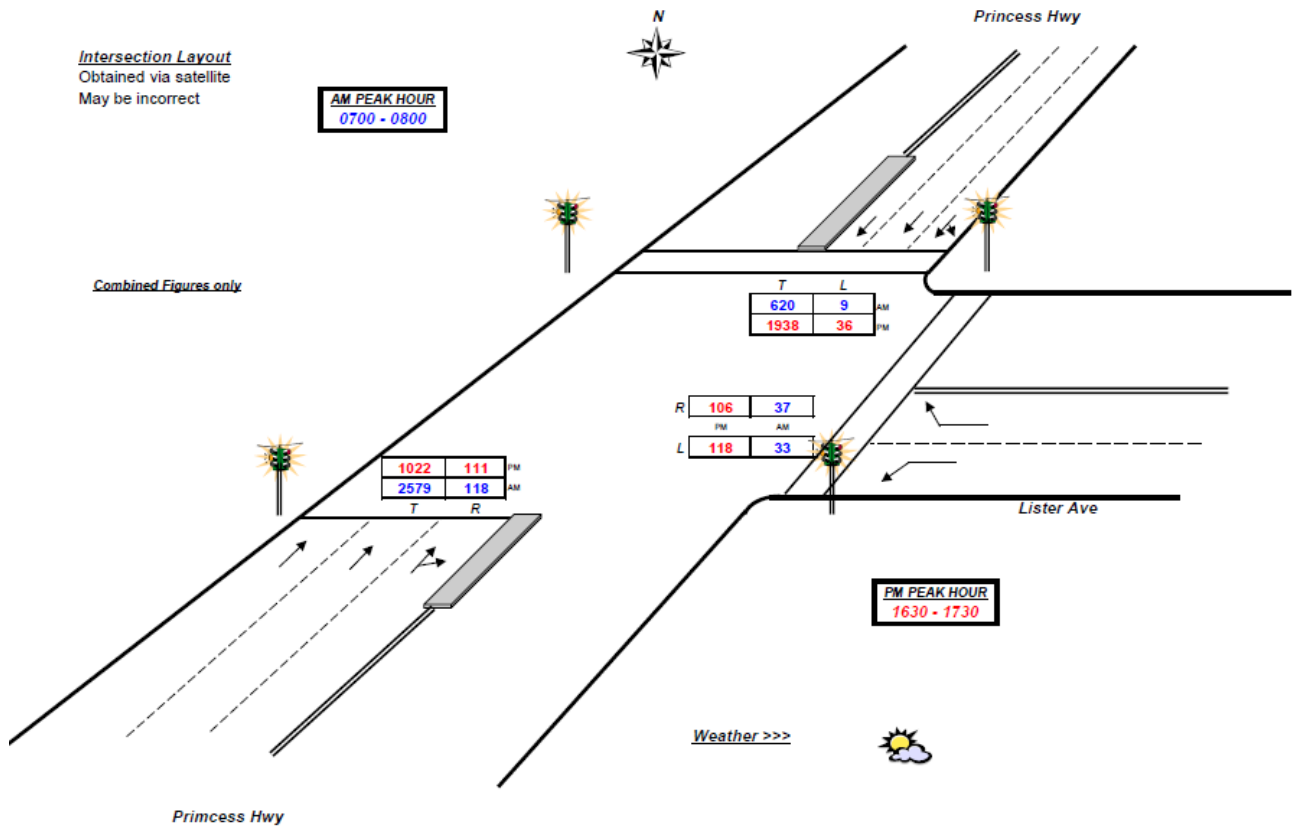 N
Princess Hwy
Intersection Layout
Obtained via satellite
May be incorrect
AM PEAK HOUR
0700 - 0800
Combined Figures only
T L
620 9 AM
1938 36 PM
R 106 37
PM AM
L 118 33
1022 111 PM
2579 118 AM
T R
Lister Ave
PM PEAK HOUR
1630 - 1730
Weather >>>
Primcess Hwy